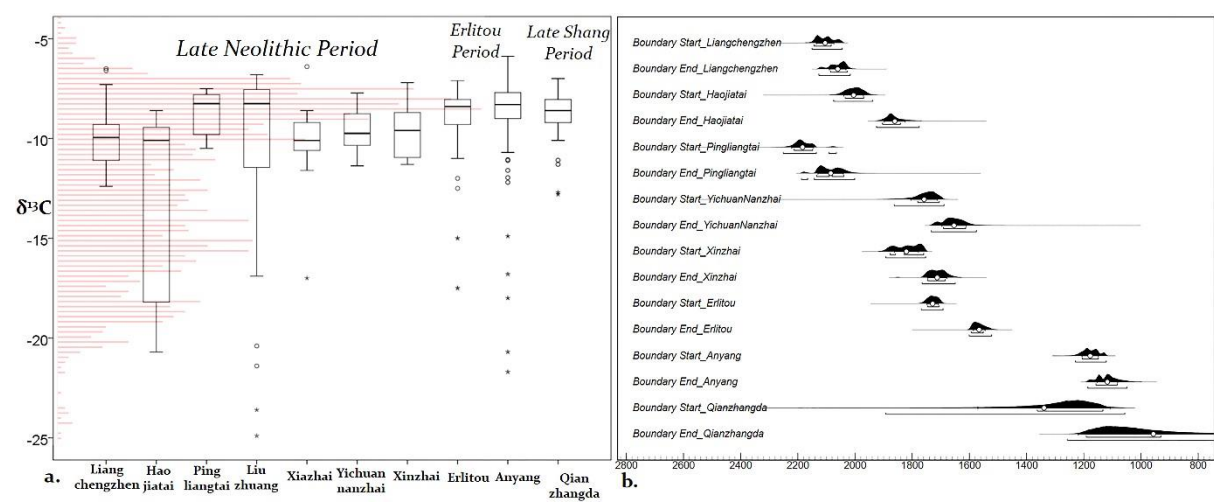 Late Neolithic Period
Erlitou
Period
Late Shang
Period
-5
-10
δ¹³C
-15
-20
-25
a.
Liang
chengzhen
Hao
jiatai
Ping
liangtai
Liu
zhuang
Xiazhai
Yichuan
nanzhai
Xinzhai
Erlitou
Anyang
Qian
zhangda
Boundary Start_Liangchengzhen
Boundary End_Liangchengzhen
Boundary Start_Haojiatai
Boundary End_Haojiatai
Boundary Start_Pingliangtai
Boundary End_Pingliangtai
Boundary Start_YichuanNanzhai
Boundary End_YichuanNanzhai
Boundary Start_Xinzhai
Boundary End_Xinzhai
Boundary Start_Erlitou
Boundary End_Erlitou
Boundary Start_Anyang
Boundary End_Anyang
Boundary Start_Qianzhangda
Boundary End_Qianzhangda
2800 2600 2400 2200 2000 1800 1600 1400 1200 1000 800
b.